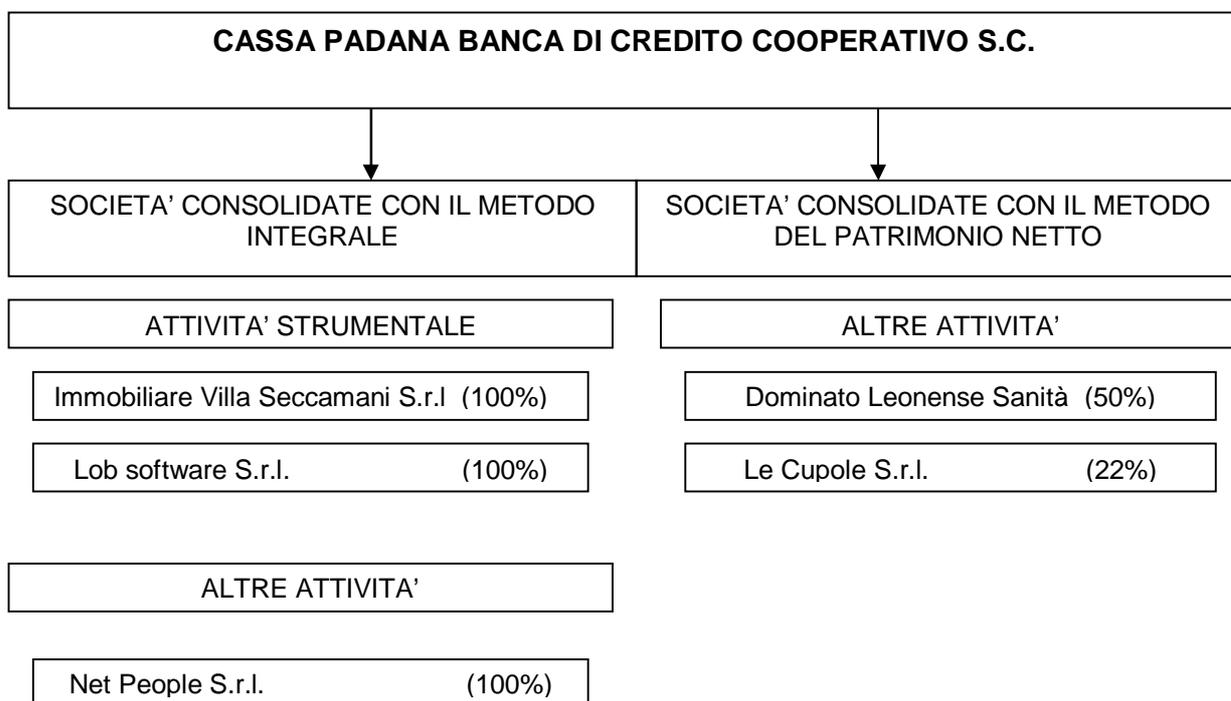 CASSA PADANA BANCA DI CREDITO COOPERATIVO S.C.
SOCIETA’ CONSOLIDATE CON IL METODO
INTEGRALE
SOCIETA’ CONSOLIDATE CON IL METODO
DEL PATRIMONIO NETTO
ATTIVITA’ STRUMENTALE
Immobiliare Villa Seccamani S.r.l (100%)
Lob software S.r.l. (100%)
ALTRE ATTIVITA’
Dominato Leonense Sanità (50%)
Le Cupole S.r.l. (22%)
ALTRE ATTIVITA’
Net People S.r.l. (100%)